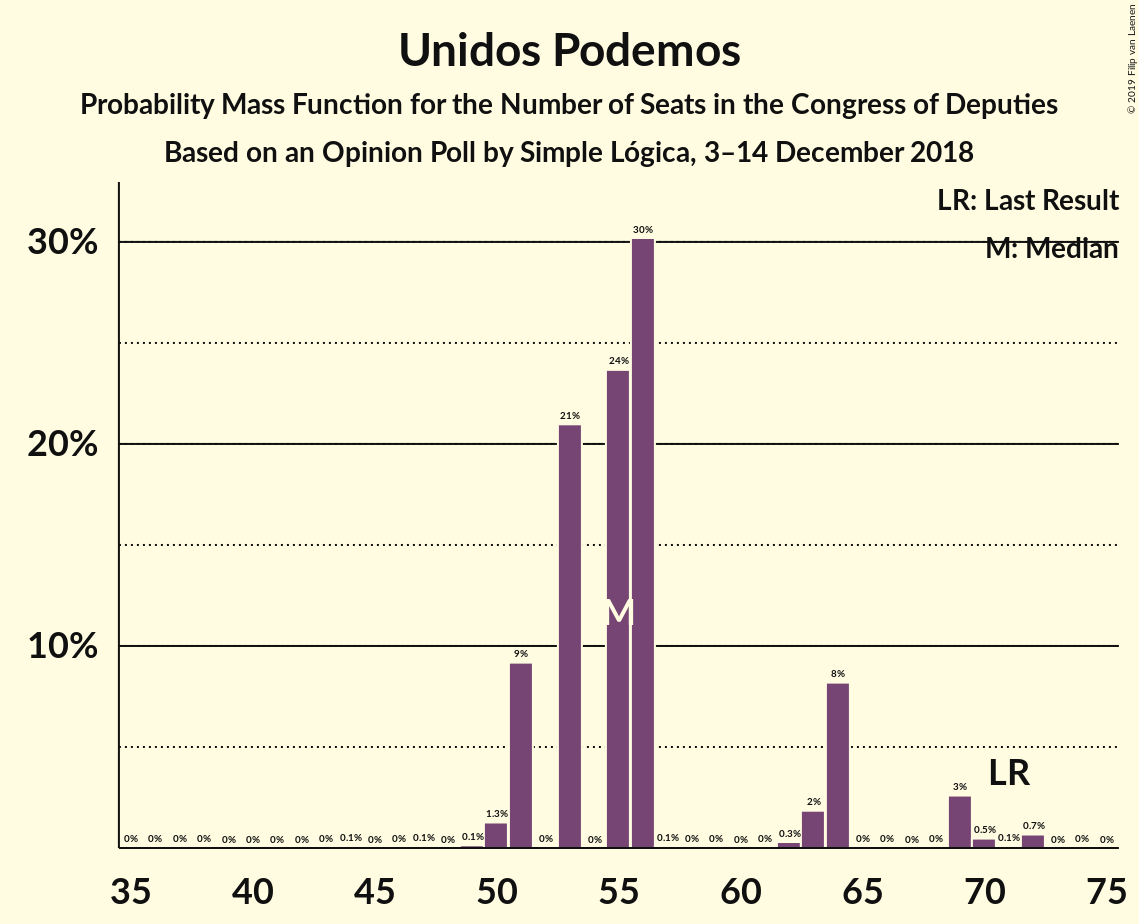 Unidos Podemos
Probability Mass Function for the Number of Seats in the Congress of Deputies
Based on an Opinion Poll by Simple Lógica, 3–14 December 2018
© 2019 Filip van Laenen
LR: Last Result
M: Median
30%
20%
10%
0% 0% 0% 0% 0% 0% 0% 0% 0% 0.1% 0% 0% 0.1% 0% 0.1% 1.3% 9% 0% 21% 0% 24% 30% 0.1% 0% 0% 0% 0% 0.3% 2% 8% 0% 0% 0% 0% 3% 0.5% 0.1% 0.7% 0% 0% 0%
M
LR
35 40 45 50 55 60 65 70 75